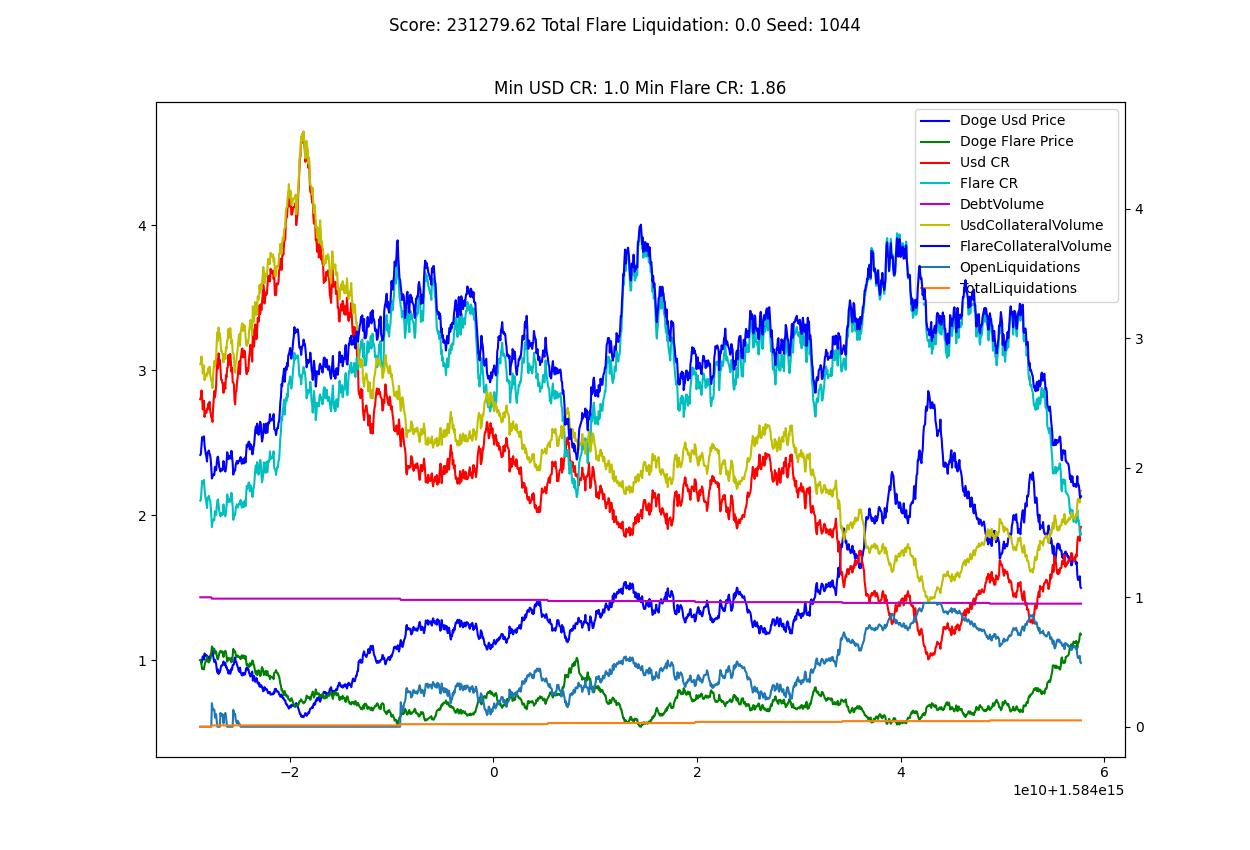 Score: 231279.62 Total Flare Liquidation: 0.0 Seed: 1044
Min USD CR: 1.0 Min Flare CR: 1.86
Doge Usd Price
Doge Flare Price
Usd CR
Flare CR
DebtVolume
UsdCollateralVolume
FlareCollateralVolume
OpenLiquidations
TotalLiquidations
4
3
2
1
4
3
2
1
0
−2 0 2 4 6
1e10+1.584e15